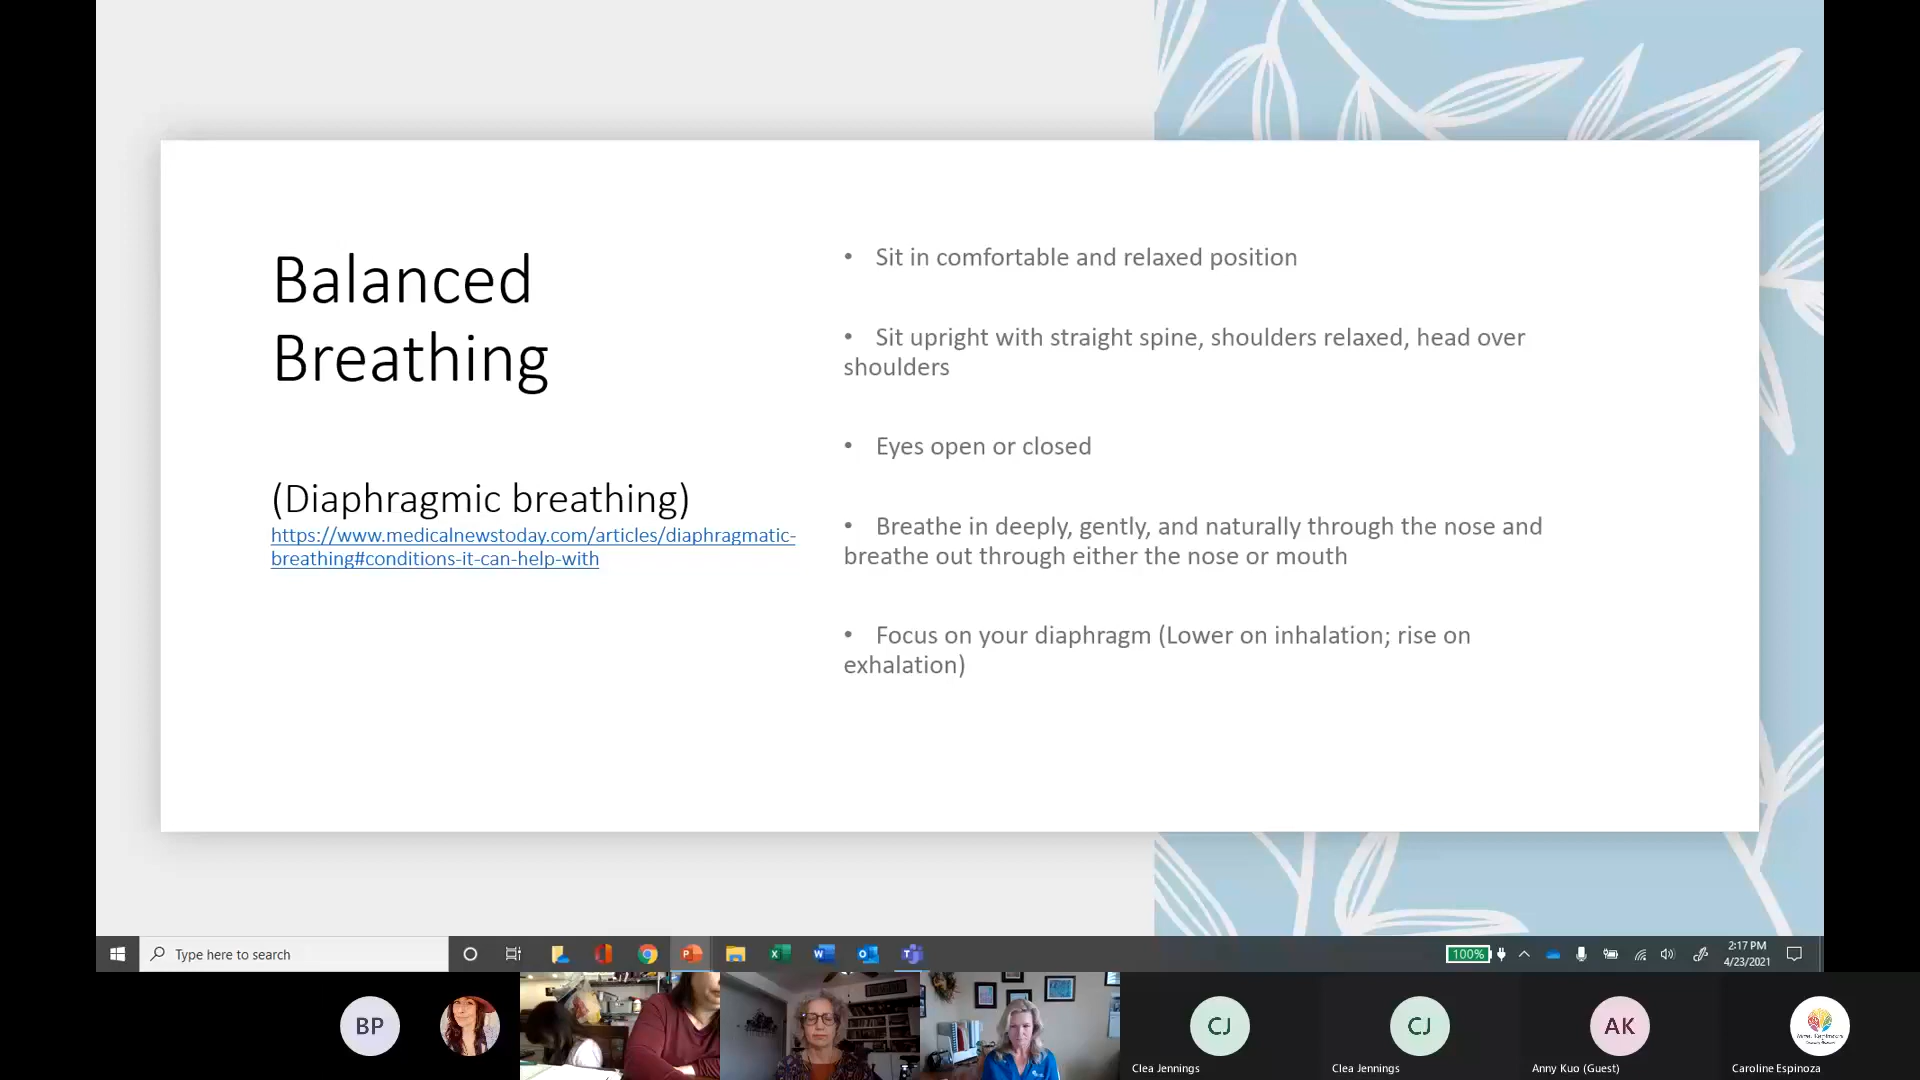 Balanced
Breathing
(Diaphragmic breathing)
https://www.medicalnewstoday.com/articles/diaphragmatic-
breathing#conditions-it-can-help-with
• Sit in comfortable and relaxed position
• Sit upright with straight spine, shoulders relaxed, head over
shoulders
• Eyes open or closed
• Breathe in deeply, gently, and naturally through the nose and
breathe out through either the nose or mouth
• Focus on your diaphragm (Lower on inhalation; rise on
exhalation)
Type here to search
100%
2:17 PM
4/23/2021
BP
CJ
Clea Jennings
CJ
Clea Jennings
AK
Anny Kuo (Guest)
Caroline Espinoza